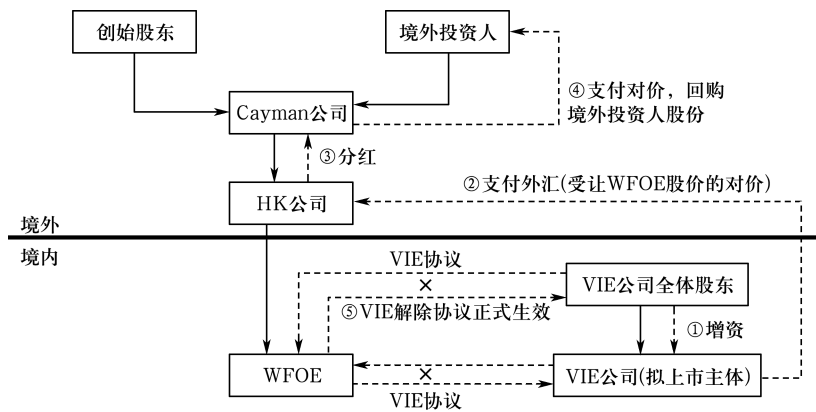 创始股东
境外投资人
④支付对价，回购
境外投资人股份
Cayman公司
③分红
②支付外汇(受让WFOE股价的对价)
HK公司
境外
境内
VIE协议
×
VIE公司全体股东
⑤VIE解除协议正式生效
①增资
WFOE
×
VIE公司(拟上市主体)
VIE协议